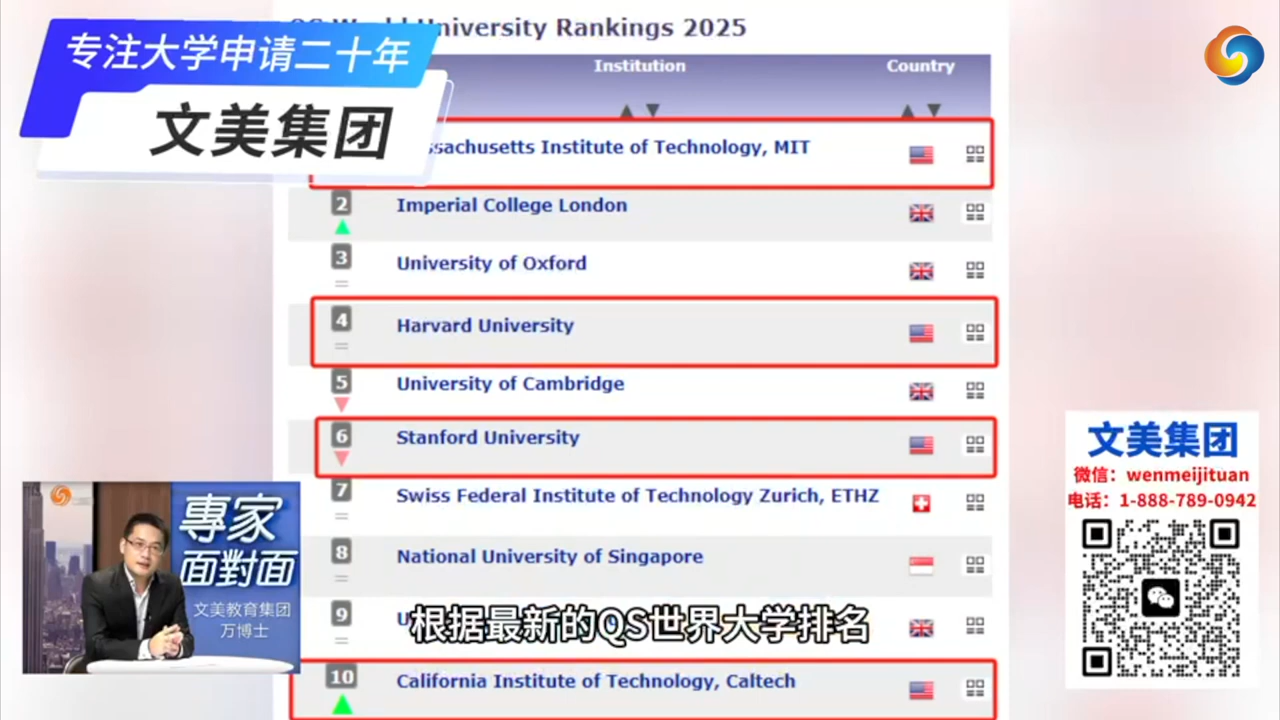 QS World University Rankings 2025
专注大学申请二十年
文美集团
Institution
Country
ssachusetts Institute of Technology, MIT
2
Imperial College London
3
University of Oxford
4
Harvard University
5
University of Cambridge
6
Stanford University
7
Swiss Federal Institute of Technology Zurich, ETHZ
8
National University of Singapore
9
根据最新的QS世界大学排名
10
California Institute of Technology, Caltech
專家
面對面
文美教育集团
万博士
文美集团
微信：wenmeijituan
电话：1-888-789-0942